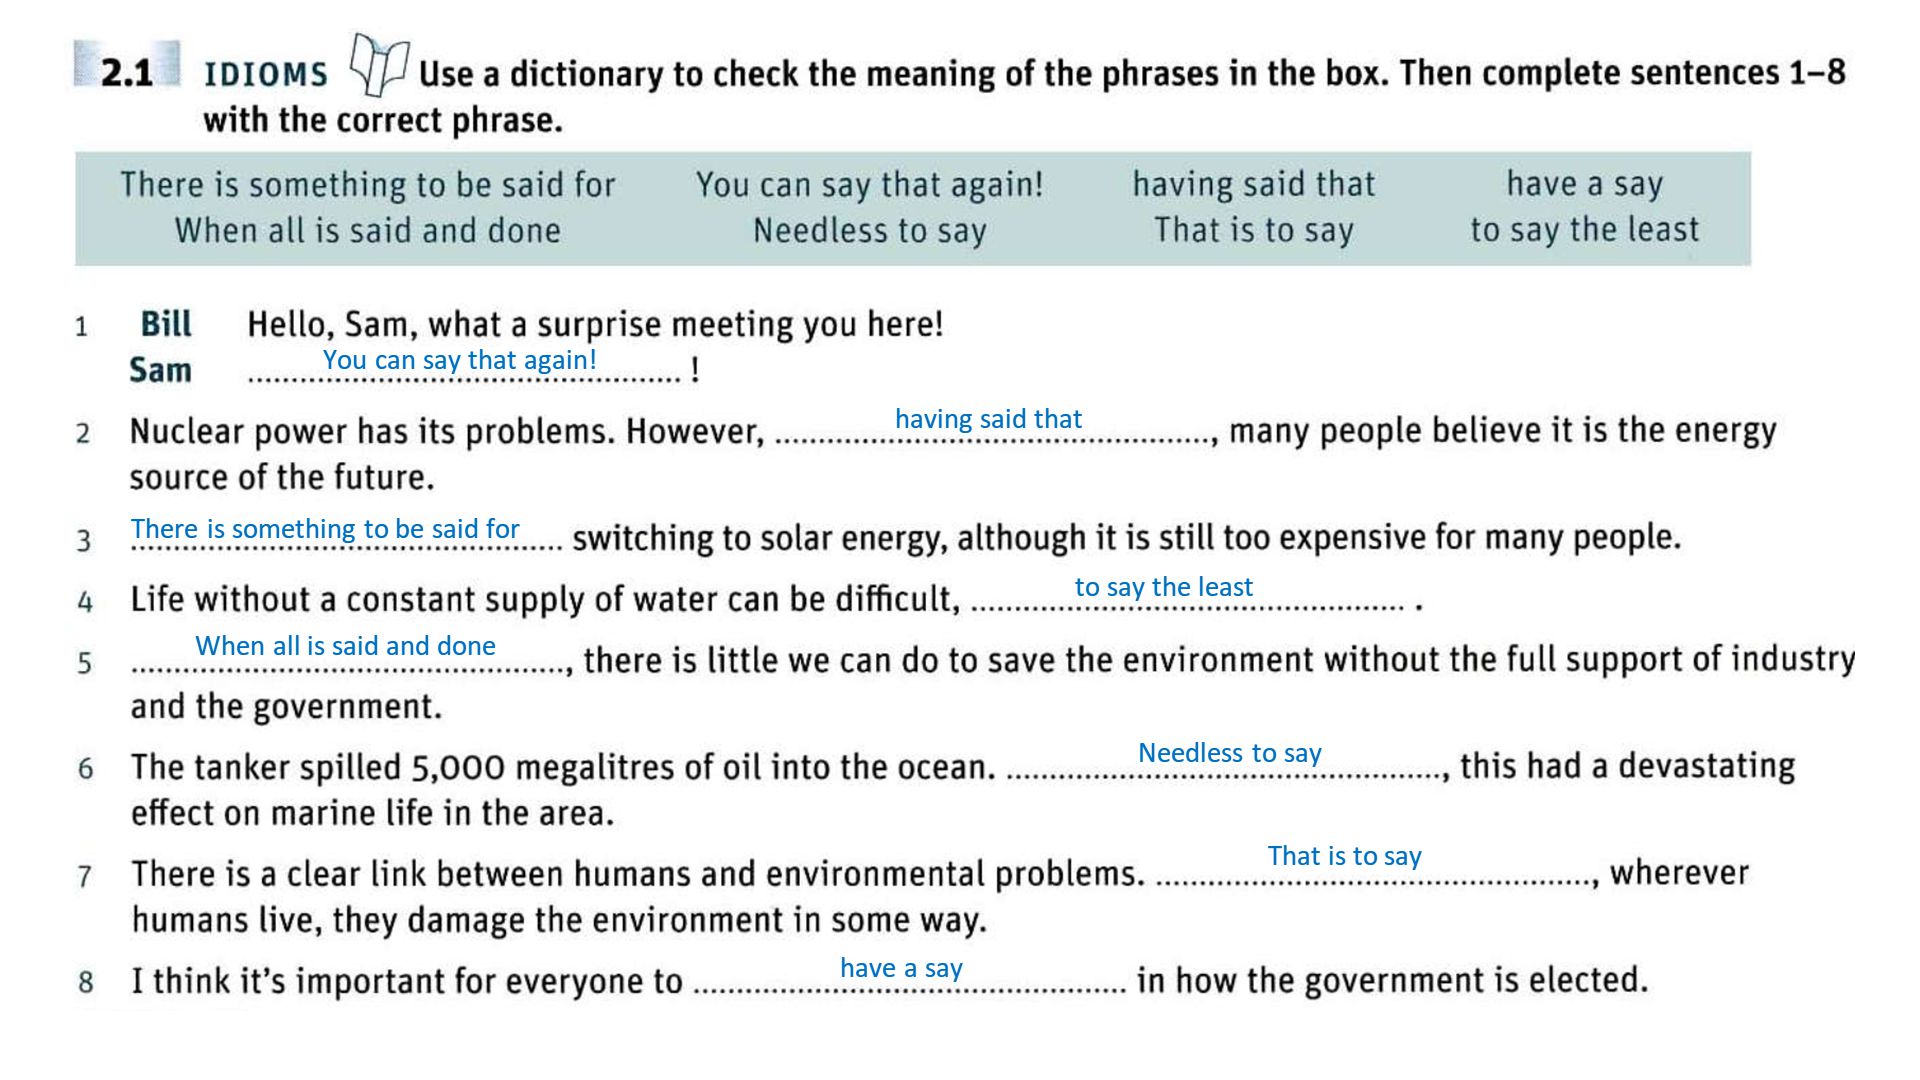 2.1 IDIOMS Use a dictionary to check the meaning of the phrases in the box. Then complete sentences 1–8
with the correct phrase.
There is something to be said for You can say that again! having said that have a say
When all is said and done Needless to say That is to say to say the least
1 Bill Hello, Sam, what a surprise meeting you here!
Sam You can say that again! !
2 Nuclear power has its problems. However, having said that, many people believe it is the energy
source of the future.
3 There is something to be said for switching to solar energy, although it is still too expensive for many people.
4 Life without a constant supply of water can be difficult, to say the least .
5 When all is said and done, there is little we can do to save the environment without the full support of industry
and the government.
6 The tanker spilled 5,000 megalitres of oil into the ocean. Needless to say, this had a devastating
effect on marine life in the area.
7 There is a clear link between humans and environmental problems. That is to say, wherever
humans live, they damage the environment in some way.
8 I think it's important for everyone to have a say in how the government is elected.